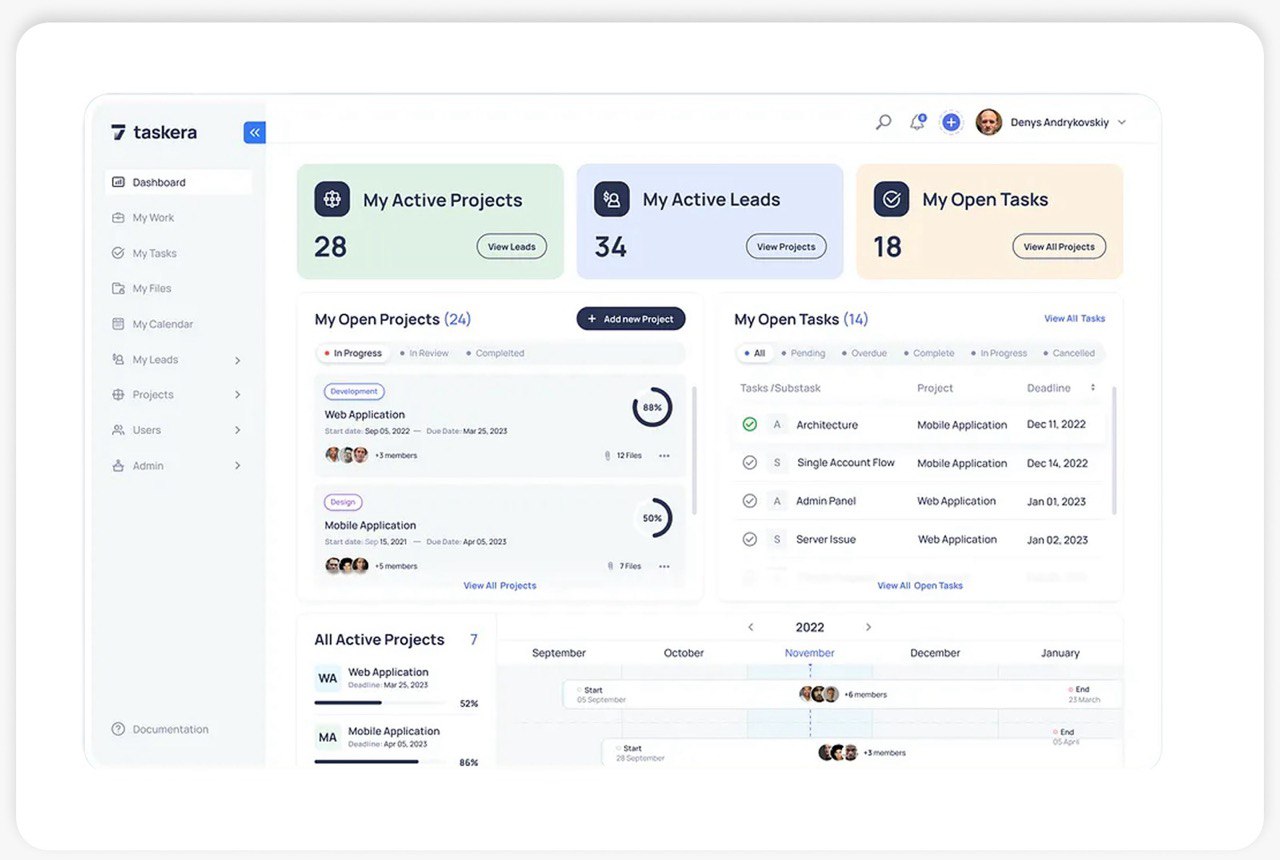 taskera
Denys Andrykovskiy
Dashboard
My Work
My Tasks
My Files
My Calendar
My Leads
Projects
Users
Admin
Documentation
My Active Projects
28
View Leads
My Active Leads
34
View Projects
My Open Tasks
18
View All Projects
My Open Projects (24)
+ Add new Project
In Progress In Review Complelted
Development
Web Application
Start date: Sep 05, 2022 — Due Date: Mar 25, 2023
88%
+3 members
12 Files
Design
Mobile Application
Start date: Sep 15, 2021 — Due Date: Apr 05, 2023
50%
+5 members
7 Files
View All Projects
My Open Tasks (14)
View All Tasks
All Pending Overdue Complete In Progress Cancelled
Tasks /Substask Project Deadline
A Architecture Mobile Application Dec 11, 2022
S Single Account Flow Mobile Application Dec 14, 2022
A Admin Panel Web Application Jan 01, 2023
S Server Issue Web Application Jan 02, 2023
View All Open Tasks
All Active Projects 7
WA Web Application
Deadline: Mar 25, 2023
52%
MA Mobile Application
Deadline: Apr 05, 2023
86%
2022
September October November December January
Start
05 September
+6 members
End
23 March
Start
28 September
+3 members
End
05 April